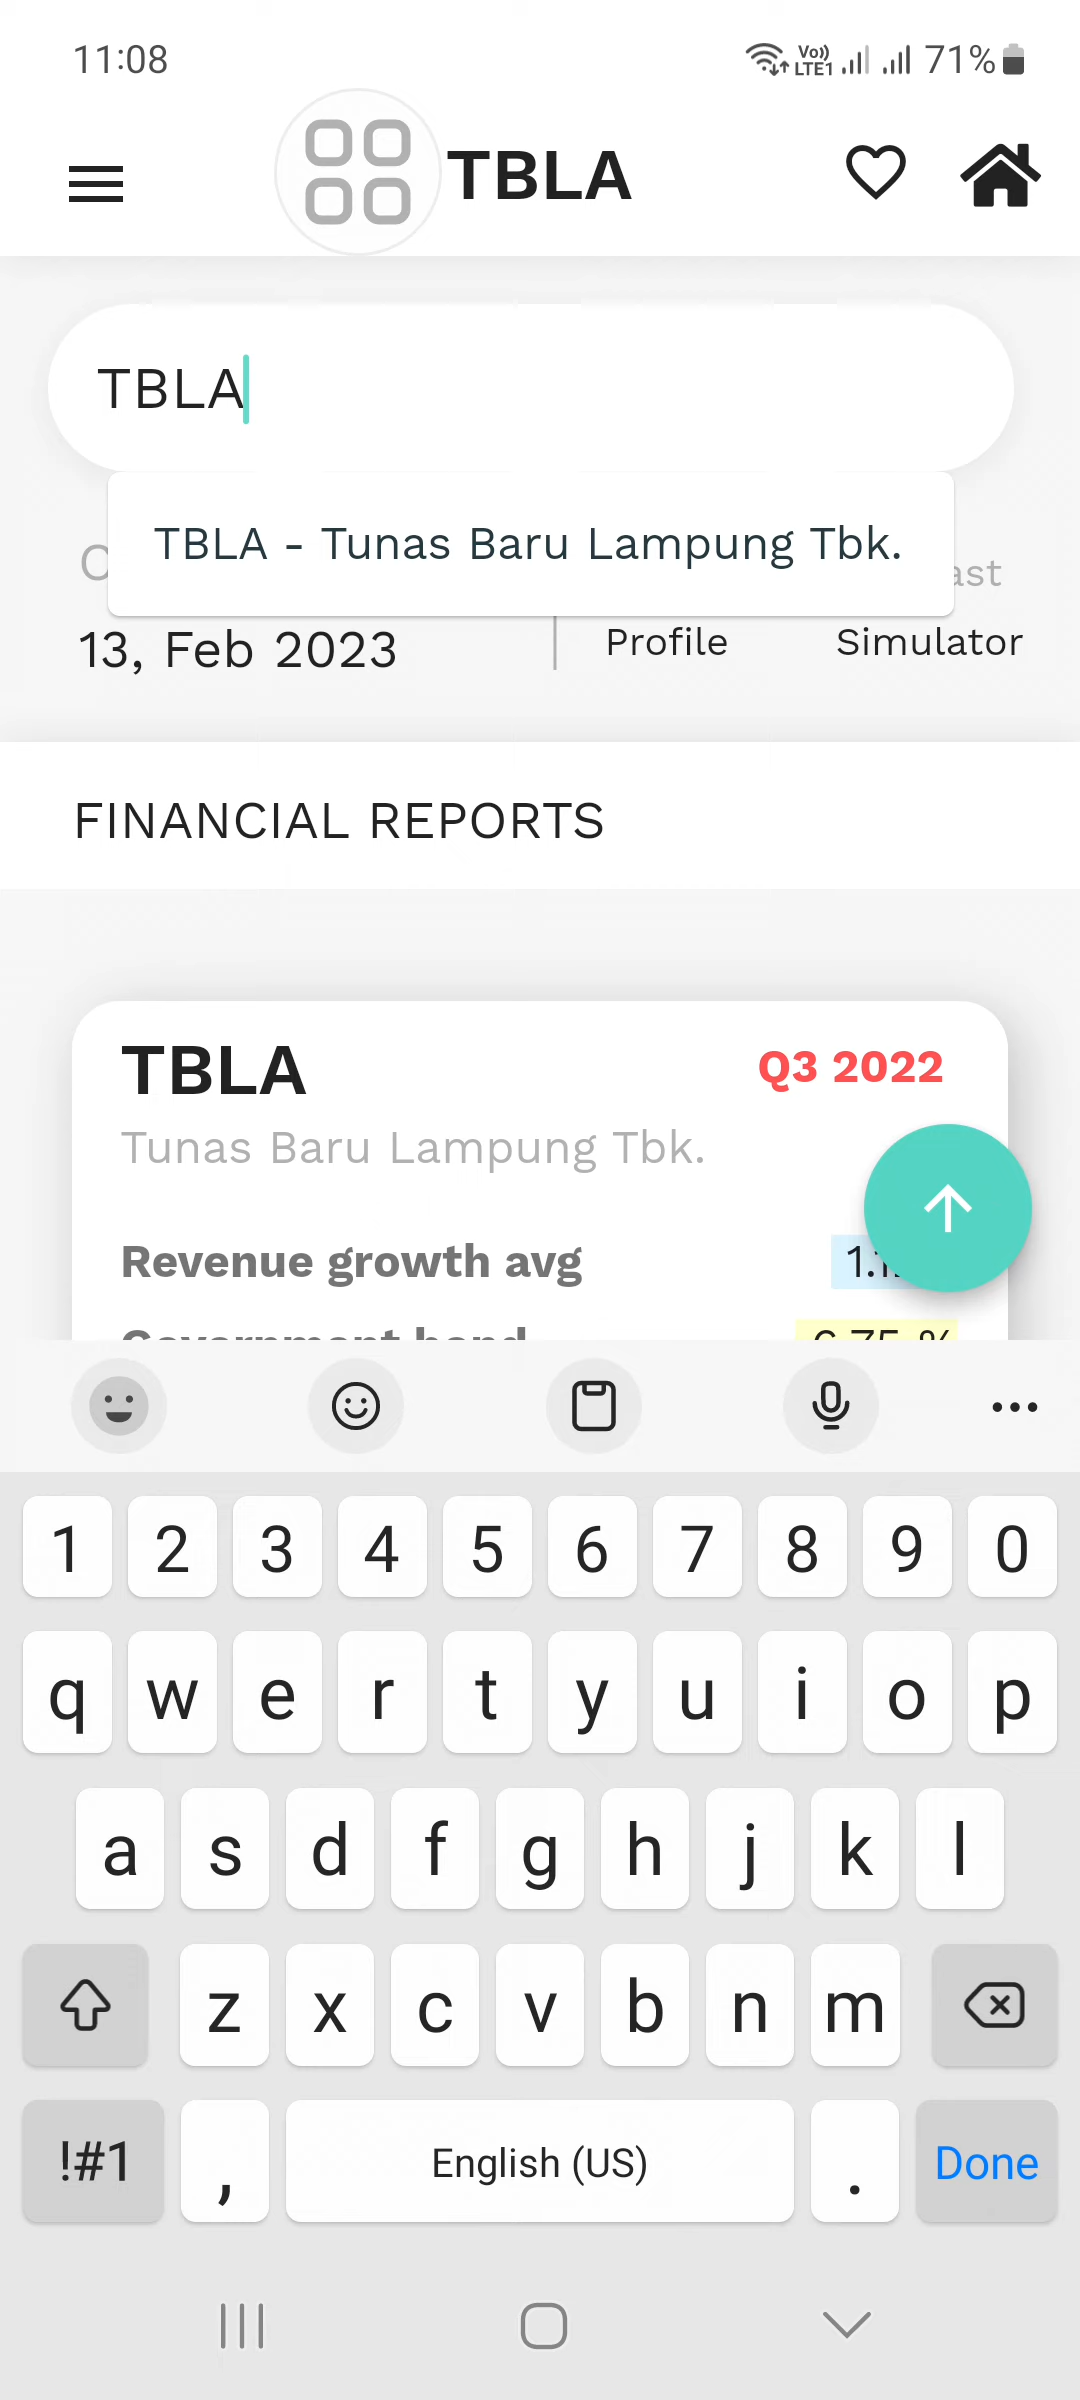 11:08
Vo)) LTE1
71%
TBLA
TBLA
TBLA - Tunas Baru Lampung Tbk.
13, Feb 2023
Profile
Simulator
FINANCIAL REPORTS
TBLA
Q3 2022
Tunas Baru Lampung Tbk.
Revenue growth avg
1 2 3 4 5 6 7 8 9 0
q w e r t y u i o p
a s d f g h j k l
z x c v b n m
!#1 , English (US) . Done